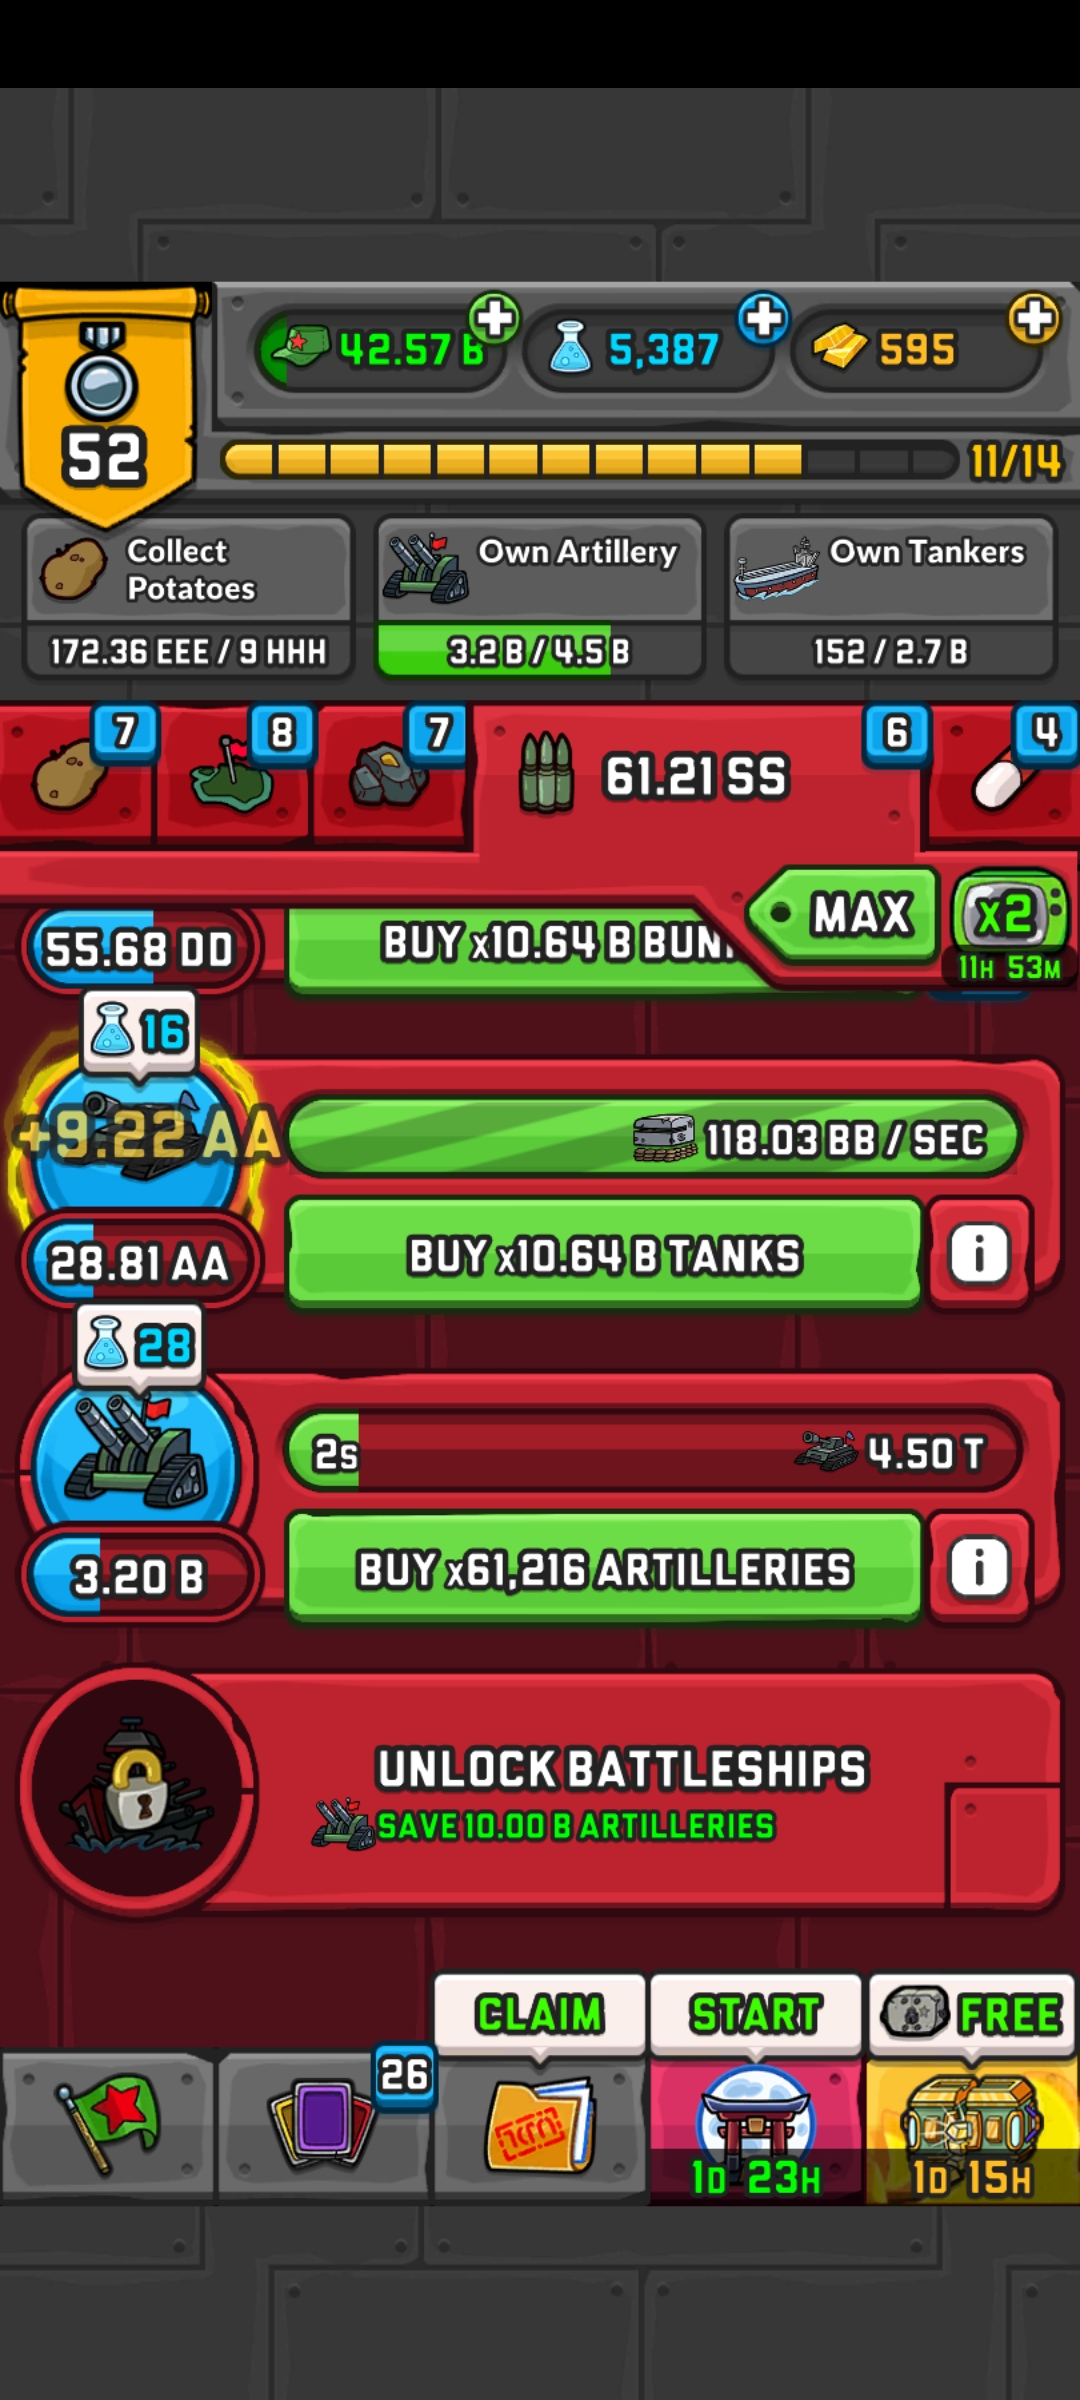 42.57 B
5,387
595
52
11/14
Collect
Potatoes
Own Artillery
Own Tankers
172.36 EEE / 9 HHH
3.2 B / 4.5 B
152 / 2.7 B
7
8
7
61.21 SS
6
4
MAX
x2
11H 53M
55.68 DD
BUY x10.64 B BUN
16
+9.22 AA
118.03 BB / SEC
28.81 AA
BUY x10.64 B TANKS
i
28
2s
4.50 T
3.20 B
BUY x61,216 ARTILLERIES
i
UNLOCK BATTLESHIPS
SAVE 10.00 B ARTILLERIES
CLAIM
START
FREE
26
1D 23H
1D 15H